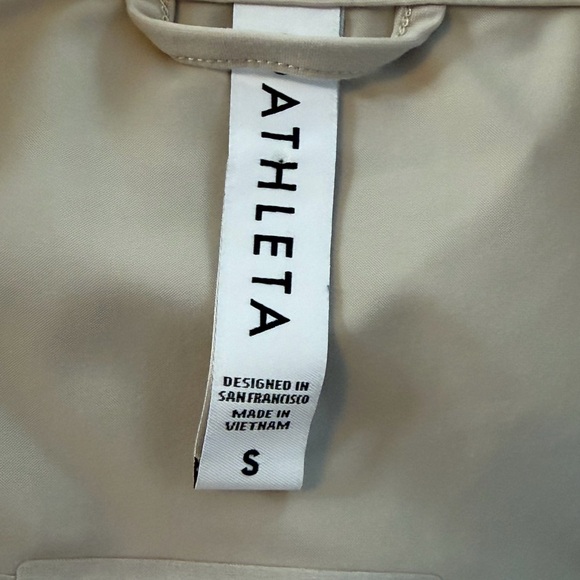 ATHLETA
DESIGNED IN
SAN FRANCISCO
MADE IN
VIETNAM
S